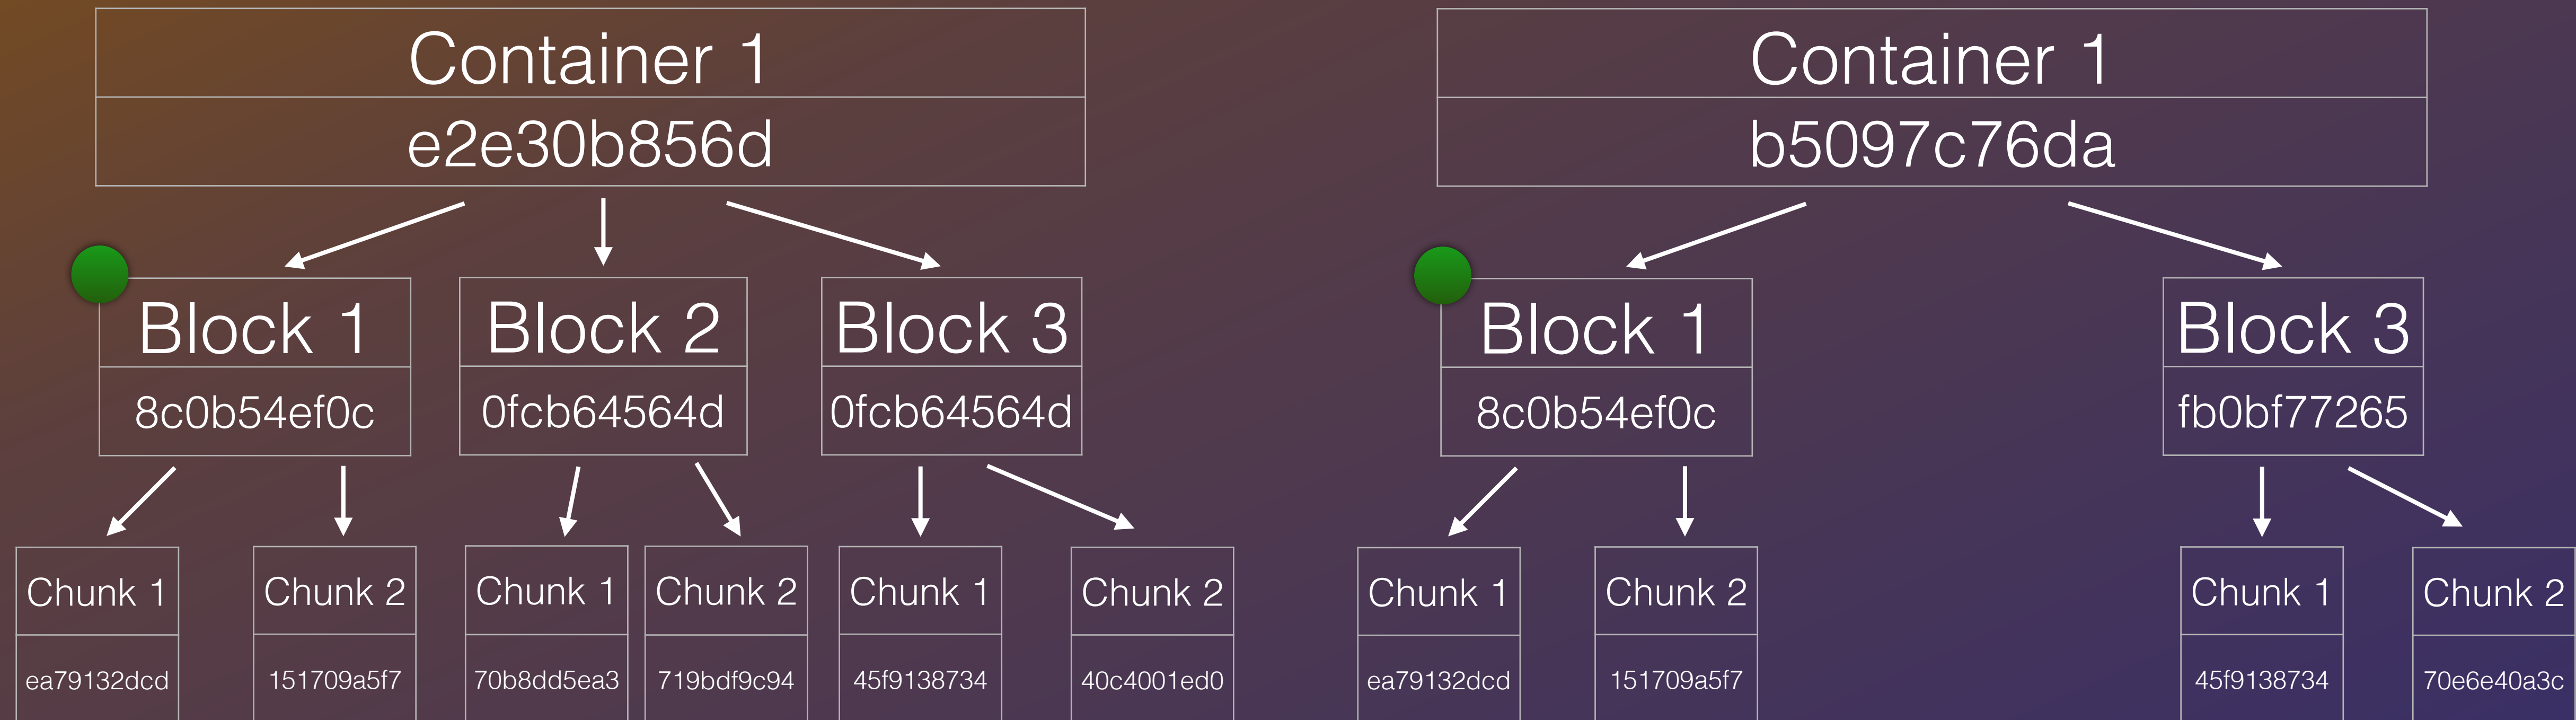 Container 1
e2e30b856d
Container 1
b5097c76da
Block 1
8c0b54ef0c
Block 2
0fcb64564d
Block 3
0fcb64564d
Block 1
8c0b54ef0c
Block 3
fb0bf77265
Chunk 1
ea79132dcd
Chunk 2
151709a5f7
Chunk 1
70b8dd5ea3
Chunk 2
719bdf9c94
Chunk 1
45f9138734
Chunk 2
40c4001ed0
Chunk 1
ea79132dcd
Chunk 2
151709a5f7
Chunk 1
45f9138734
Chunk 2
70e6e40a3c